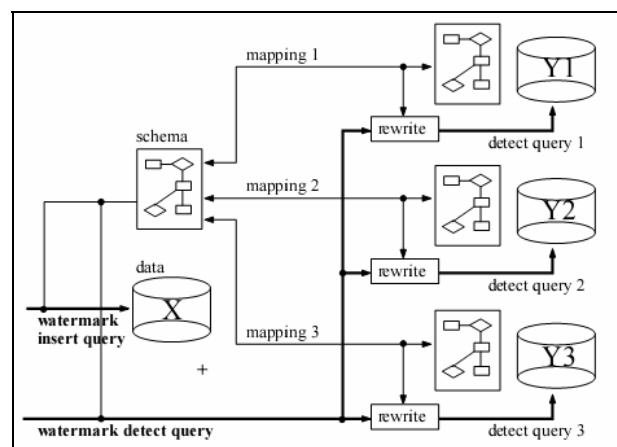 mapping 1
Y1
rewrite
detect query 1
schema
mapping 2
Y2
rewrite
detect query 2
data
X
watermark
insert query
+
mapping 3
Y3
rewrite
watermark detect query
detect query 3